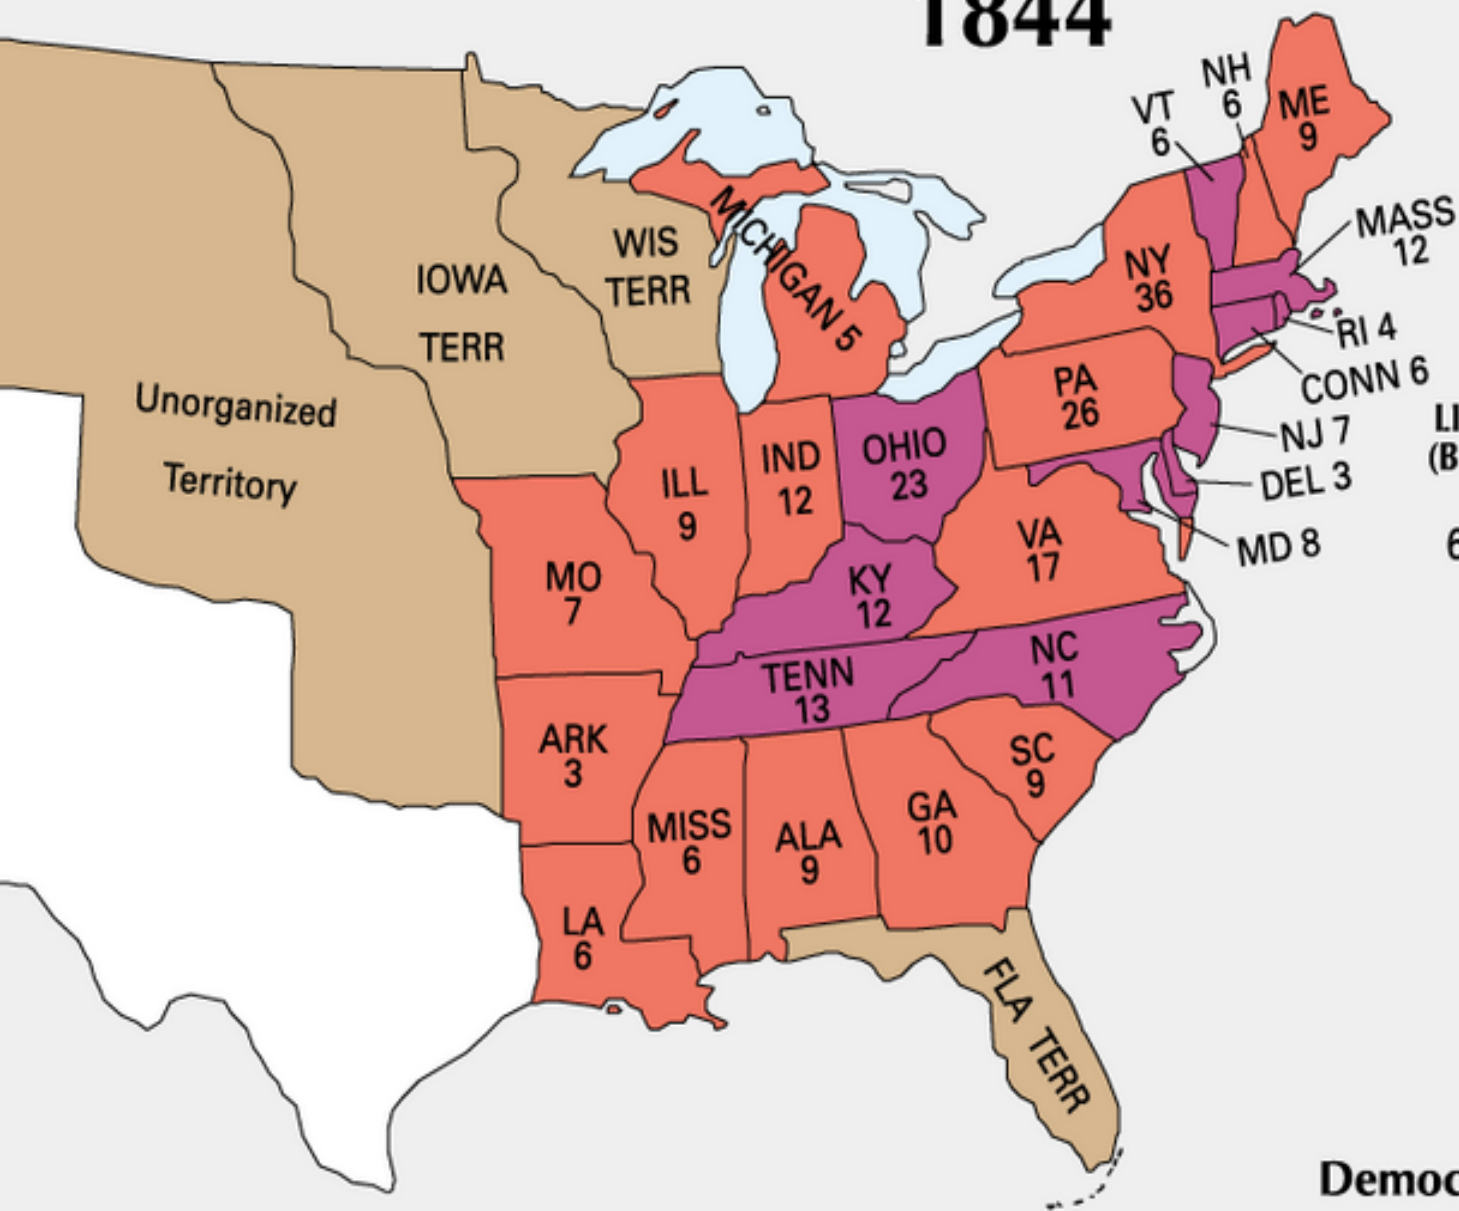 1844
NH
6
VT
6
ME
9
MASS
12
NY
36
RI 4
CONN 6
PA
26
NJ 7
DEL 3
MD 8
MICHIGAN 5
WIS
TERR
IOWA
TERR
Unorganized
Territory
ILL
9
IND
12
OHIO
23
VA
17
MO
7
KY
12
NC
11
TENN
13
ARK
3
SC
9
MISS
6
ALA
9
GA
10
LA
6
FLA TERR
LI
(B
6
Democ